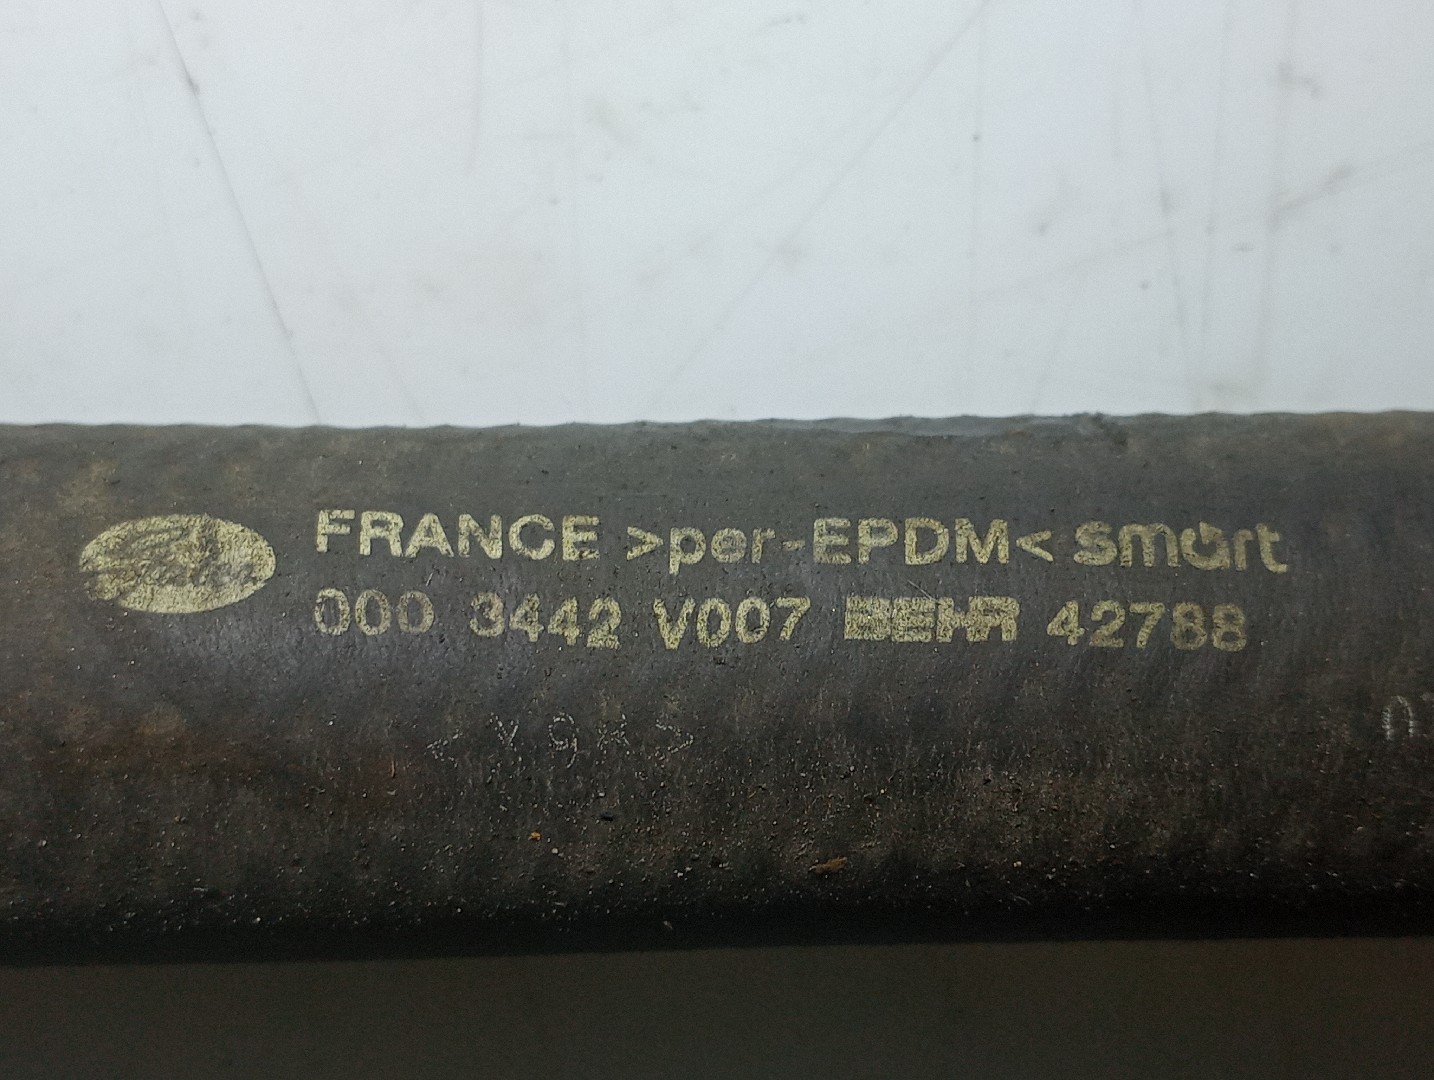 FRANCE >per-EPDM< smart
000 3442 V007 BEHR 42788